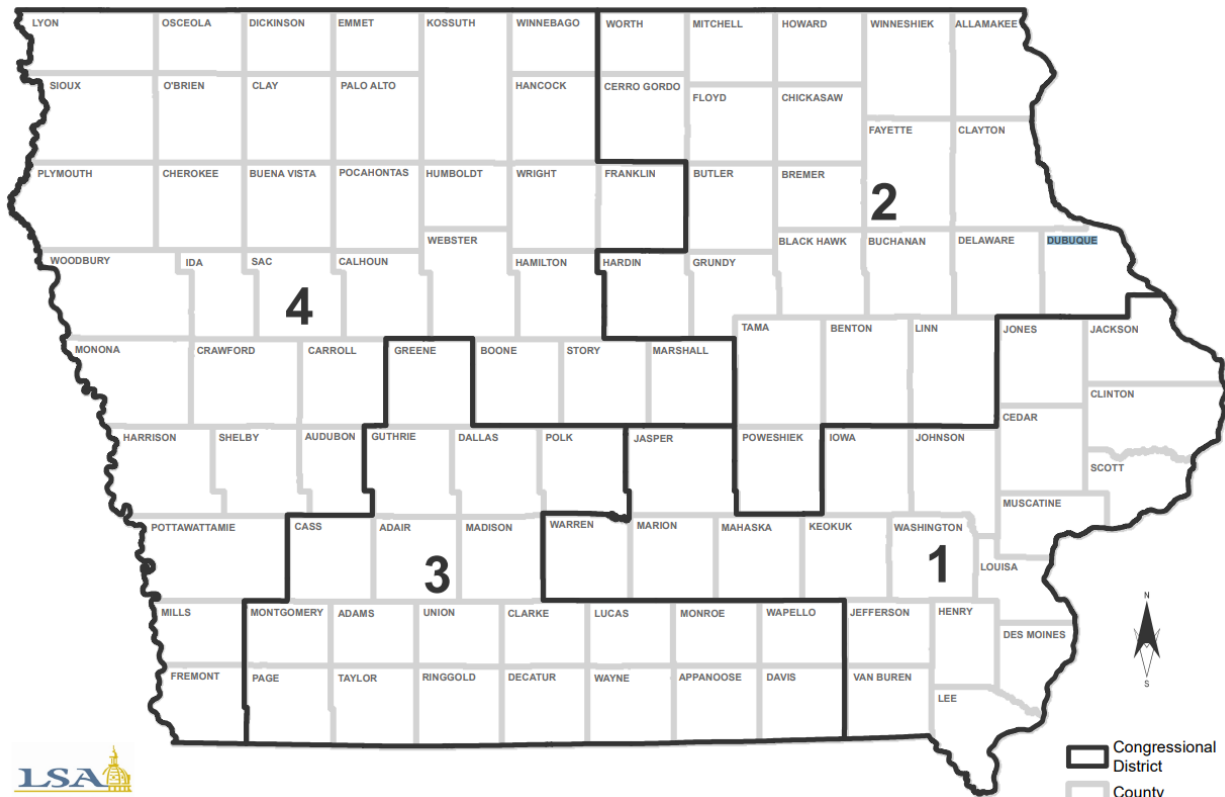 LYON OSCEOLA DICKINSON EMMET KOSSUTH WINNEBAGO WORTH MITCHELL HOWARD WINNESHIEK ALLAMAKEE
SIOUX O'BRIEN CLAY PALO ALTO HANCOCK CERRO GORDO FLOYD CHICKASAW
FAYETTE CLAYTON
PLYMOUTH CHEROKEE BUENA VISTA POCAHONTAS HUMBOLDT WRIGHT FRANKLIN BUTLER BREMER
2
WEBSTER BLACK HAWK BUCHANAN DELAWARE DUBUQUE
WOODBURY IDA SAC CALHOUN HAMILTON HARDIN GRUNDY
4
TAMA BENTON LINN JONES JACKSON
MONONA CRAWFORD CARROLL GREENE BOONE STORY MARSHALL
CLINTON
CEDAR
HARRISON SHELBY AUDUBON GUTHRIE DALLAS POLK JASPER POWESHIEK IOWA JOHNSON
SCOTT
MUSCATINE
POTTAWATTAMIE CASS ADAIR MADISON WARREN MARION MAHASKA KEOKUK WASHINGTON
LOUISA
3
1
MILLS MONTGOMERY ADAMS UNION CLARKE LUCAS MONROE WAPELLO JEFFERSON HENRY
DES MOINES
FREMONT PAGE TAYLOR RINGGOLD DECATUR WAYNE APPANOOSE DAVIS VAN BUREN
LEE
N
S
LSA
Congressional
District
County